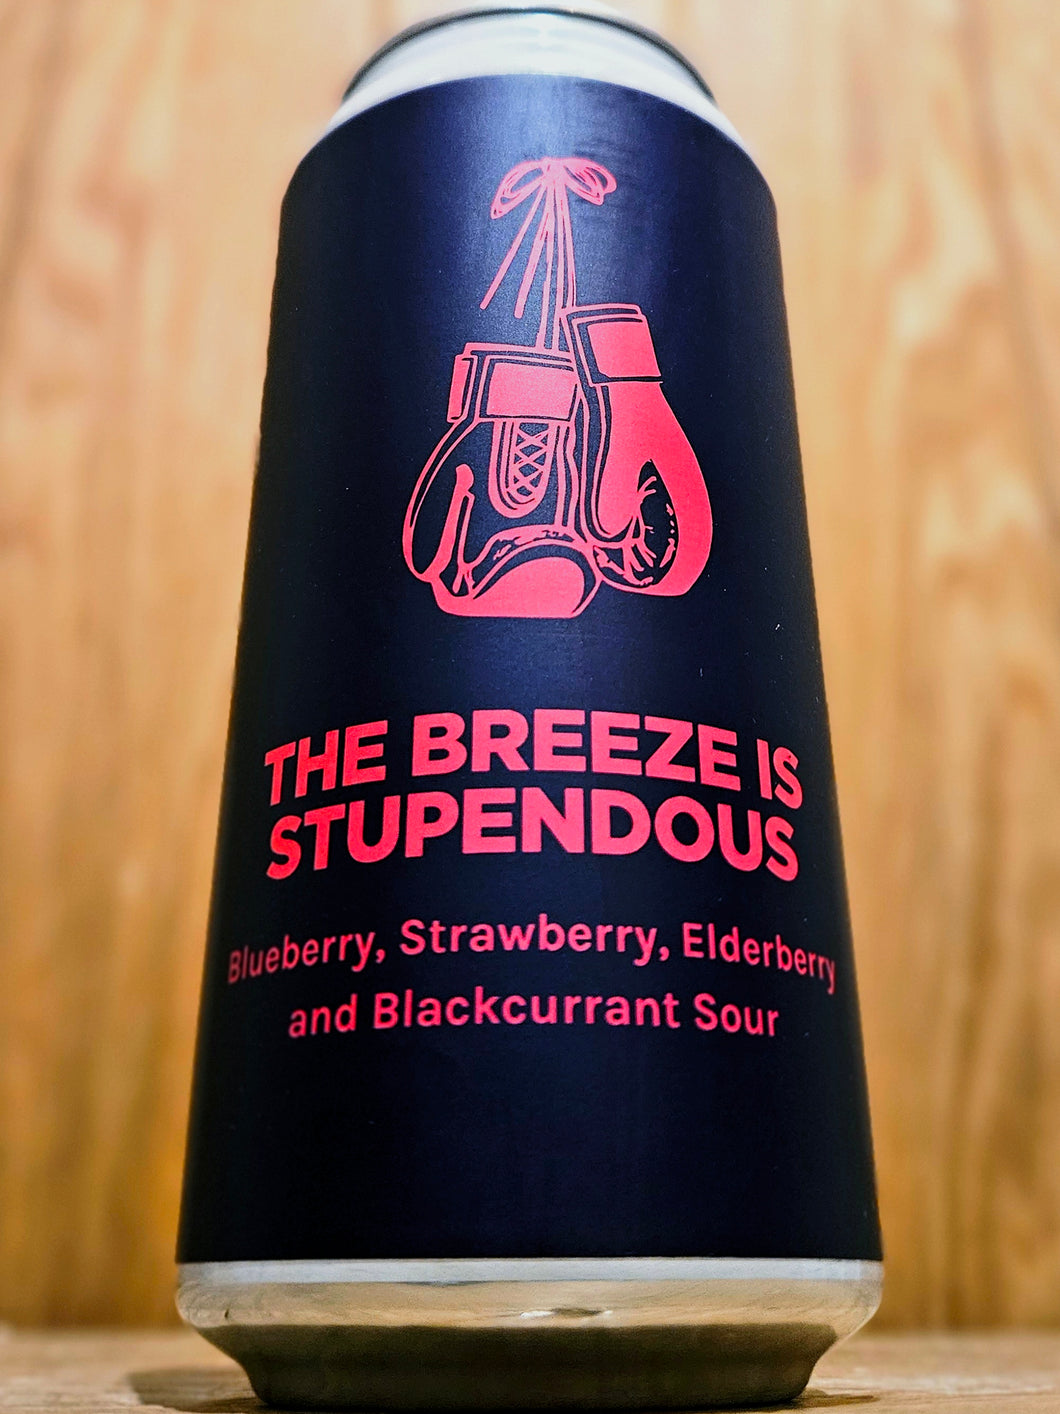 THE BREEZE IS
STUPENDOUS
Blueberry, Strawberry, Elderberry
and Blackcurrant Sour